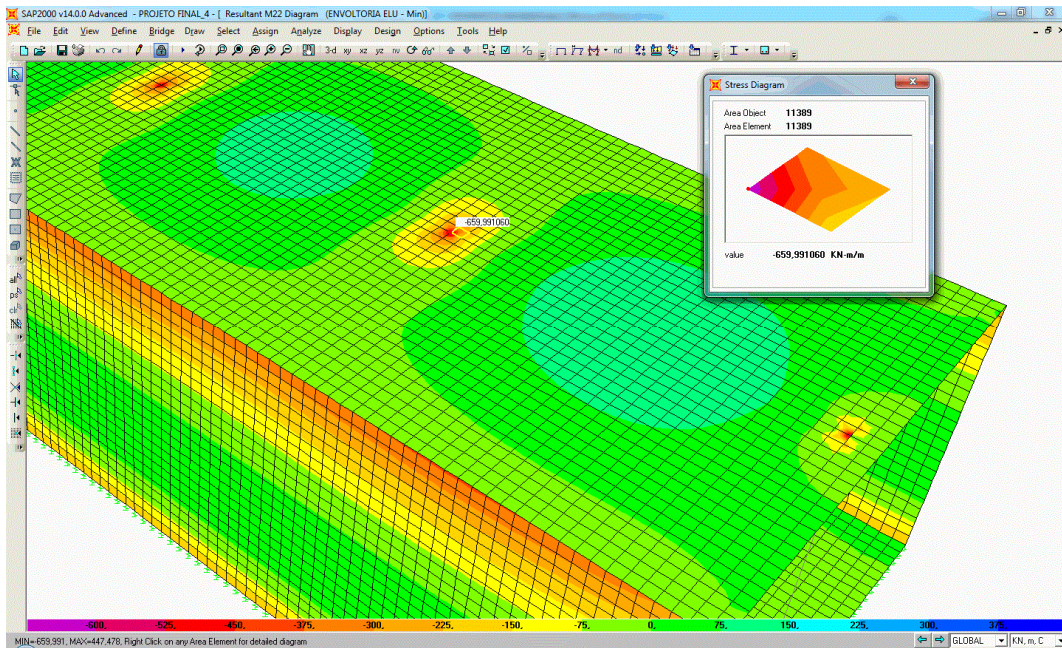 SAP2000 v14.0.0 Advanced - PROJETO FINAL_4 - [ Resultant M22 Diagram (ENVOLTORIA ELU - Min)]
File Edit View Define Bridge Draw Select Assign Analyze Display Design Options Tools Help
3-d xy xz yz nv nd
Stress Diagram
Area Object 11389
Area Element 11389
value -659,991060 KN-m/m
-659,991060
all
ps
clr
-600, -525, -450, -375, -300, -225, -150, -75, 0, 75, 150, 225, 300, 375,
MIN=-659,991, MAX=447,478, Right Click on any Area Element for detailed diagram
GLOBAL KN, m, C